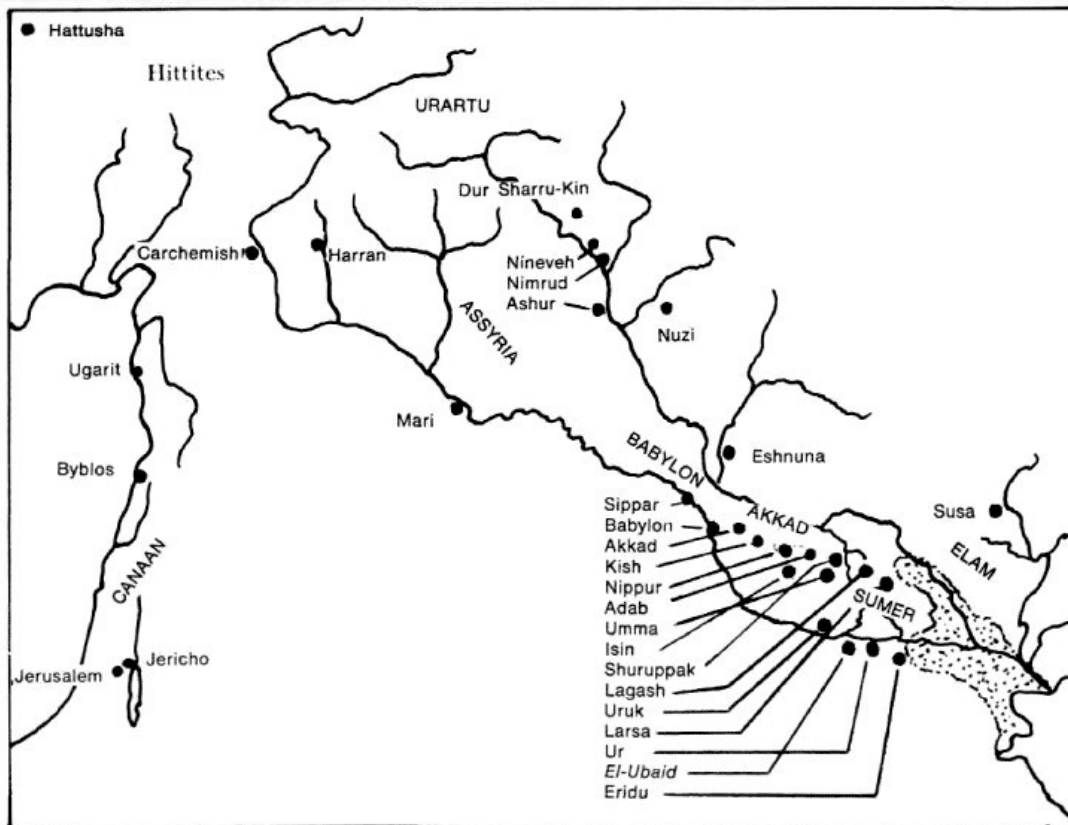 Hattusha
Hittites
URARTU
Dur Sharru-Kin
Carchemish
Harran
Nineveh
Nimrud
Ashur
ASSYRIA
Nuzi
Ugarit
Mari
Byblos
BABYLON
Eshnuna
Sippar
Babylon
Akkad
Kish
Nippur
Adab
Umma
Isin
Shuruppak
Lagash
Uruk
Larsa
Ur
El-Ubaid
Eridu
AKKAD
Susa
ELAM
SUMER
CANAAN
Jericho
Jerusalem